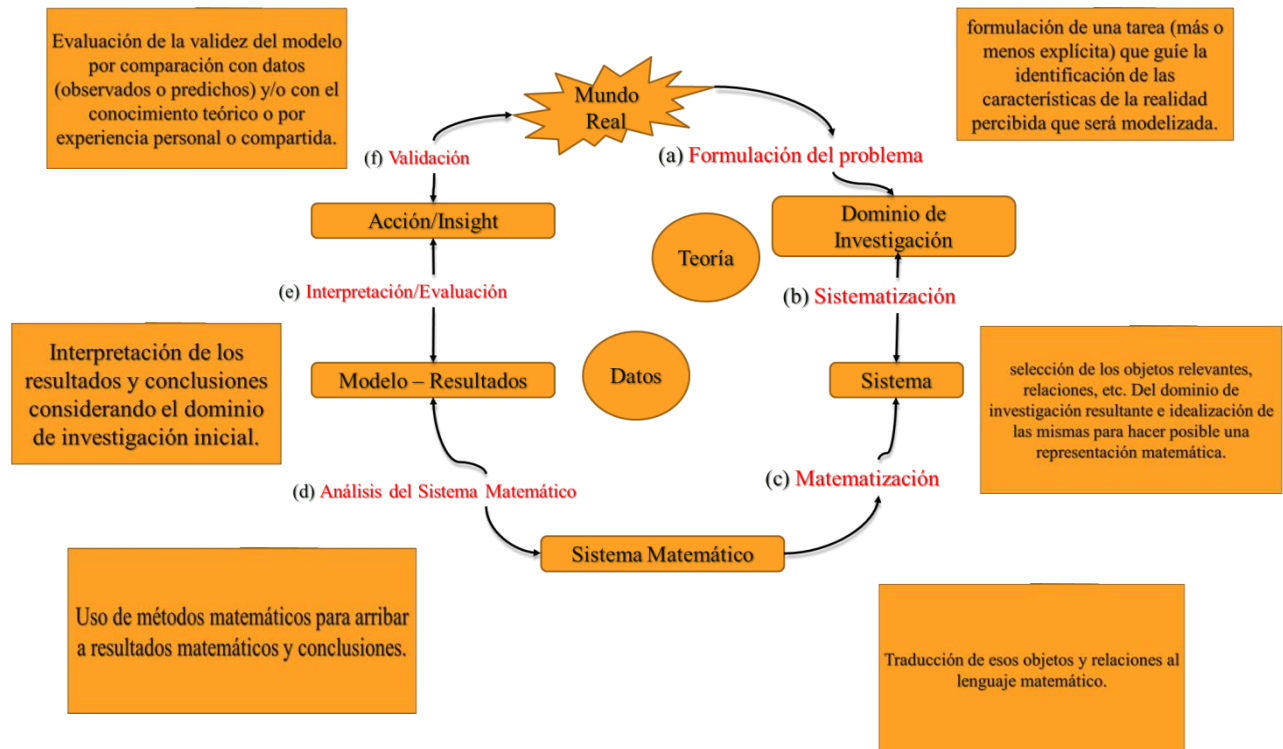 Evaluación de la validez del modelo
por comparación con datos
(observados o predichos) y/o con el
conocimiento teórico o por
experiencia personal o compartida.
formulación de una tarea (más o
menos explícita) que guíe la
identificación de las
características de la realidad
percibida que será modelizada.
Mundo
Real
(f) Validación
(a) Formulación del problema
Acción/Insight
Dominio de
Investigación
Teoría
(e) Interpretación/Evaluación
(b) Sistematización
Interpretación de los
resultados y conclusiones
considerando el dominio
de investigación inicial.
Modelo – Resultados
Datos
Sistema
selección de los objetos relevantes,
relaciones, etc. Del dominio de
investigación resultante e idealización de
las mismas para hacer posible una
representación matemática.
(d) Análisis del Sistema Matemático
(c) Matematización
Sistema Matemático
Uso de métodos matemáticos para arribar
a resultados matemáticos y conclusiones.
Traducción de esos objetos y relaciones al
lenguaje matemático.